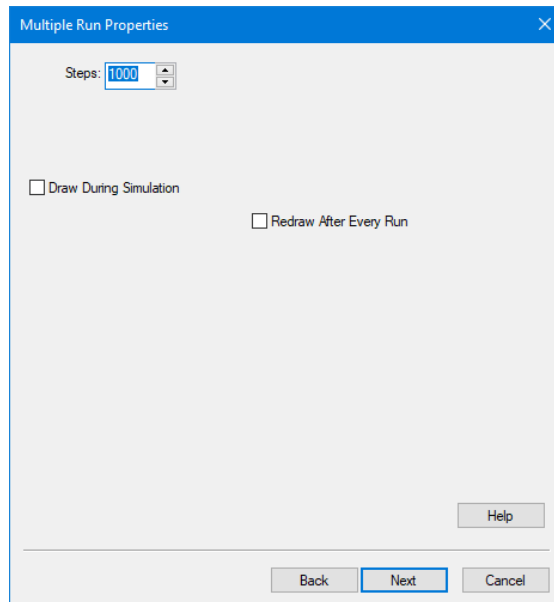 Multiple Run Properties
Steps: 1000
Draw During Simulation
Redraw After Every Run
Help
Back Next Cancel